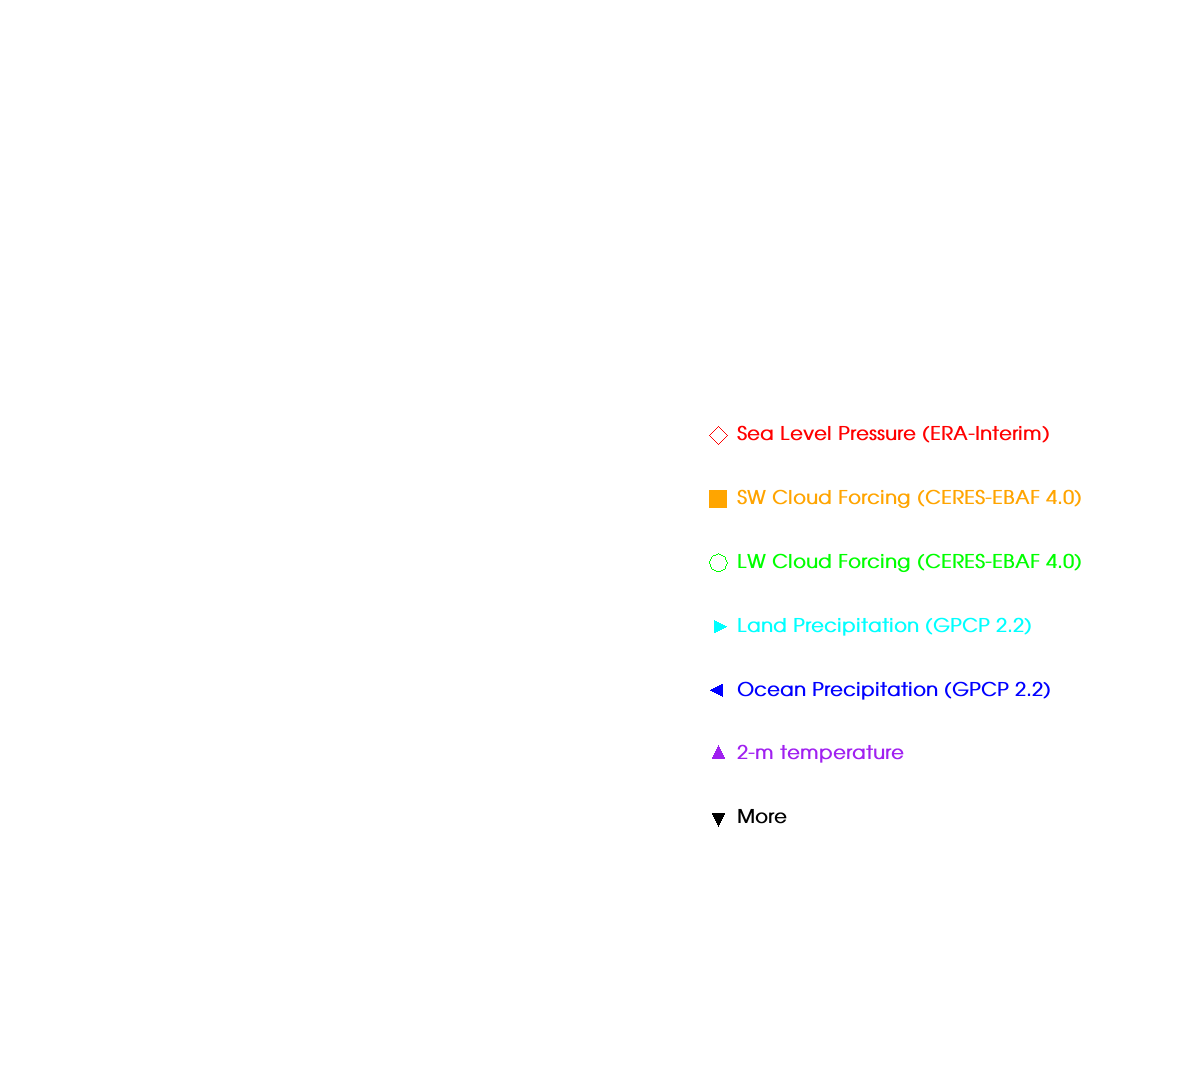 Sea Level Pressure (ERA-Interim)
SW Cloud Forcing (CERES-EBAF 4.0)
LW Cloud Forcing (CERES-EBAF 4.0)
Land Precipitation (GPCP 2.2)
Ocean Precipitation (GPCP 2.2)
2-m temperature
More